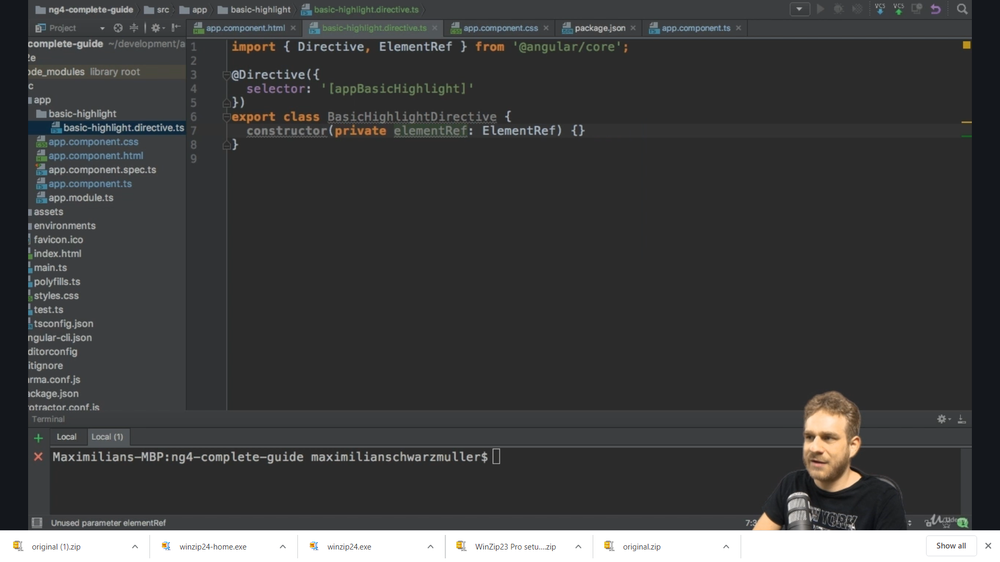 ng4-complete-guide src app basic-highlight basic-highlight.directive.ts
VCS VCS
Project
app.component.html basic-highlight.directive.ts app.component.css package.json app.component.ts
complete-guide ~/development/a
2e
ode_modules library root
c
app
basic-highlight
basic-highlight.directive.ts
app.component.css
app.component.html
app.component.spec.ts
app.component.ts
app.module.ts
assets
environments
favicon.ico
index.html
main.ts
polyfills.ts
styles.css
test.ts
tsconfig.json
ngular-cli.json
ditorconfig
itignore
rma.conf.js
ackage.json
otractor.conf.js
1 import { Directive, ElementRef } from '@angular/core';
2
3 @Directive({
4 selector: '[appBasicHighlight]'
5 })
6 export class BasicHighlightDirective {
7 constructor(private elementRef: ElementRef) {}
8 }
9
Terminal
Local Local (1)
Maximilians-MBP:ng4-complete-guide maximilianschwarzmuller$
Unused parameter elementRef
7:3
Udemy
original (1).zip
winzip24-home.exe
winzip24.exe
WinZip23 Pro setu....zip
original.zip
Show all